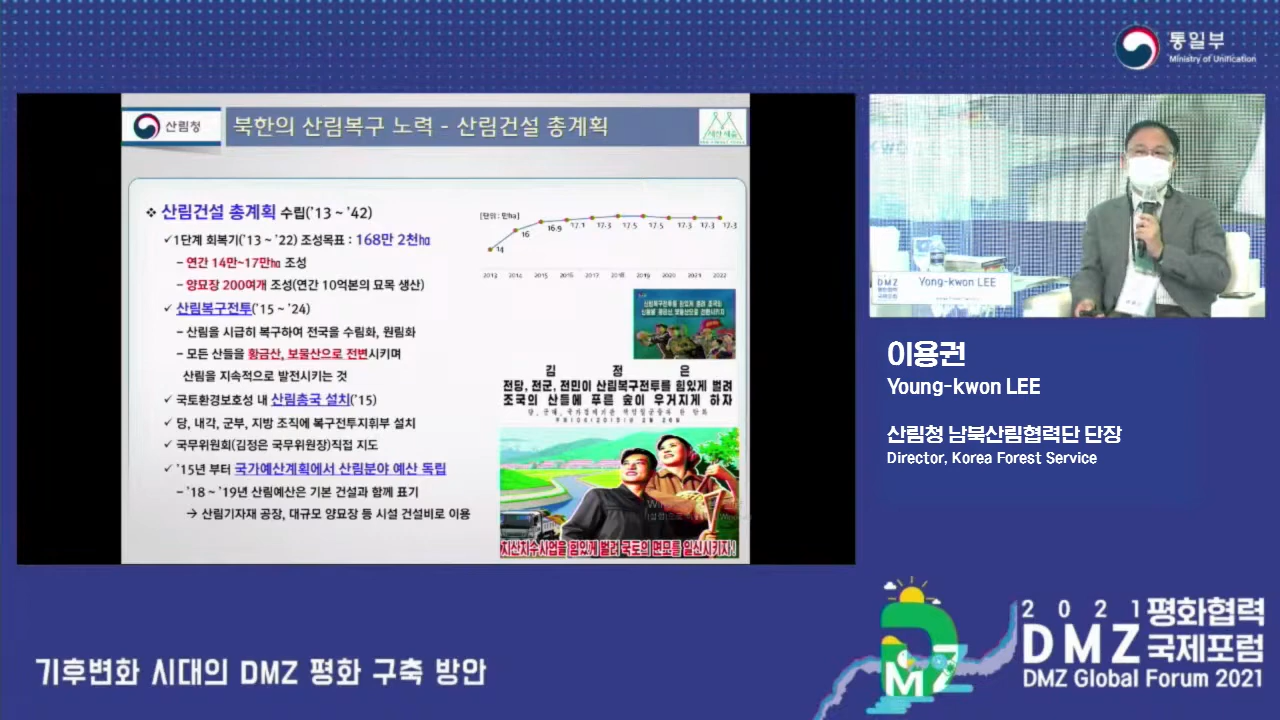 통일부
Ministry of Unification
산림청
북한의 산림복구 노력 - 산림건설 총계획
❖ 산림건설 총계획 수립('13 ~ '42)
✓1단계 회복기('13 ~ '22) 조성목표 : 168만 2천ha
- 연간 14만~17만ha 조성
- 양묘장 200여개 조성(연간 10억본의 묘목 생산)
✓ 산림복구전투('15 ~ '24)
- 산림을 시급히 복구하여 전국을 수림화, 원림화
- 모든 산들을 황금산, 보물산으로 전변시키며
산림을 지속적으로 발전시키는 것
✓ 국토환경보호성 내 산림총국 설치('15)
✓ 당, 내각, 군부, 지방 조직에 복구전투지휘부 설치
✓ 국무위원회(김정은 국무위원장)직접 지도
✓ '15년 부터 국가예산계획에서 산림분야 예산 독립
- '18 ~ '19년 산림예산은 기본 건설과 함께 표기
→ 산림기자재 공장, 대규모 양묘장 등 시설 건설비로 이용
[단위 : 만ha]
14 16 16.9 17.1 17.3 17.5 17.5 17.3 17.3 17.3
2013 2014 2015 2016 2017 2018 2019 2020 2021 2022
김 정 은
전당, 전군, 전민이 산림복구전투를 힘있게 벌려
조국의 산들에 푸른 숲이 우거지게 하자
치산치수사업을 힘있게 벌려 국토의 면모를 일신시키자!
DMZ
평화협력
국제포럼
Yong-kwon LEE
이용권
Young-kwon LEE
산림청 남북산림협력단 단장
Director, Korea Forest Service
기후변화 시대의 DMZ 평화 구축 방안
DMZ
2021 평화협력
DMZ 국제포럼
DMZ Global Forum 2021